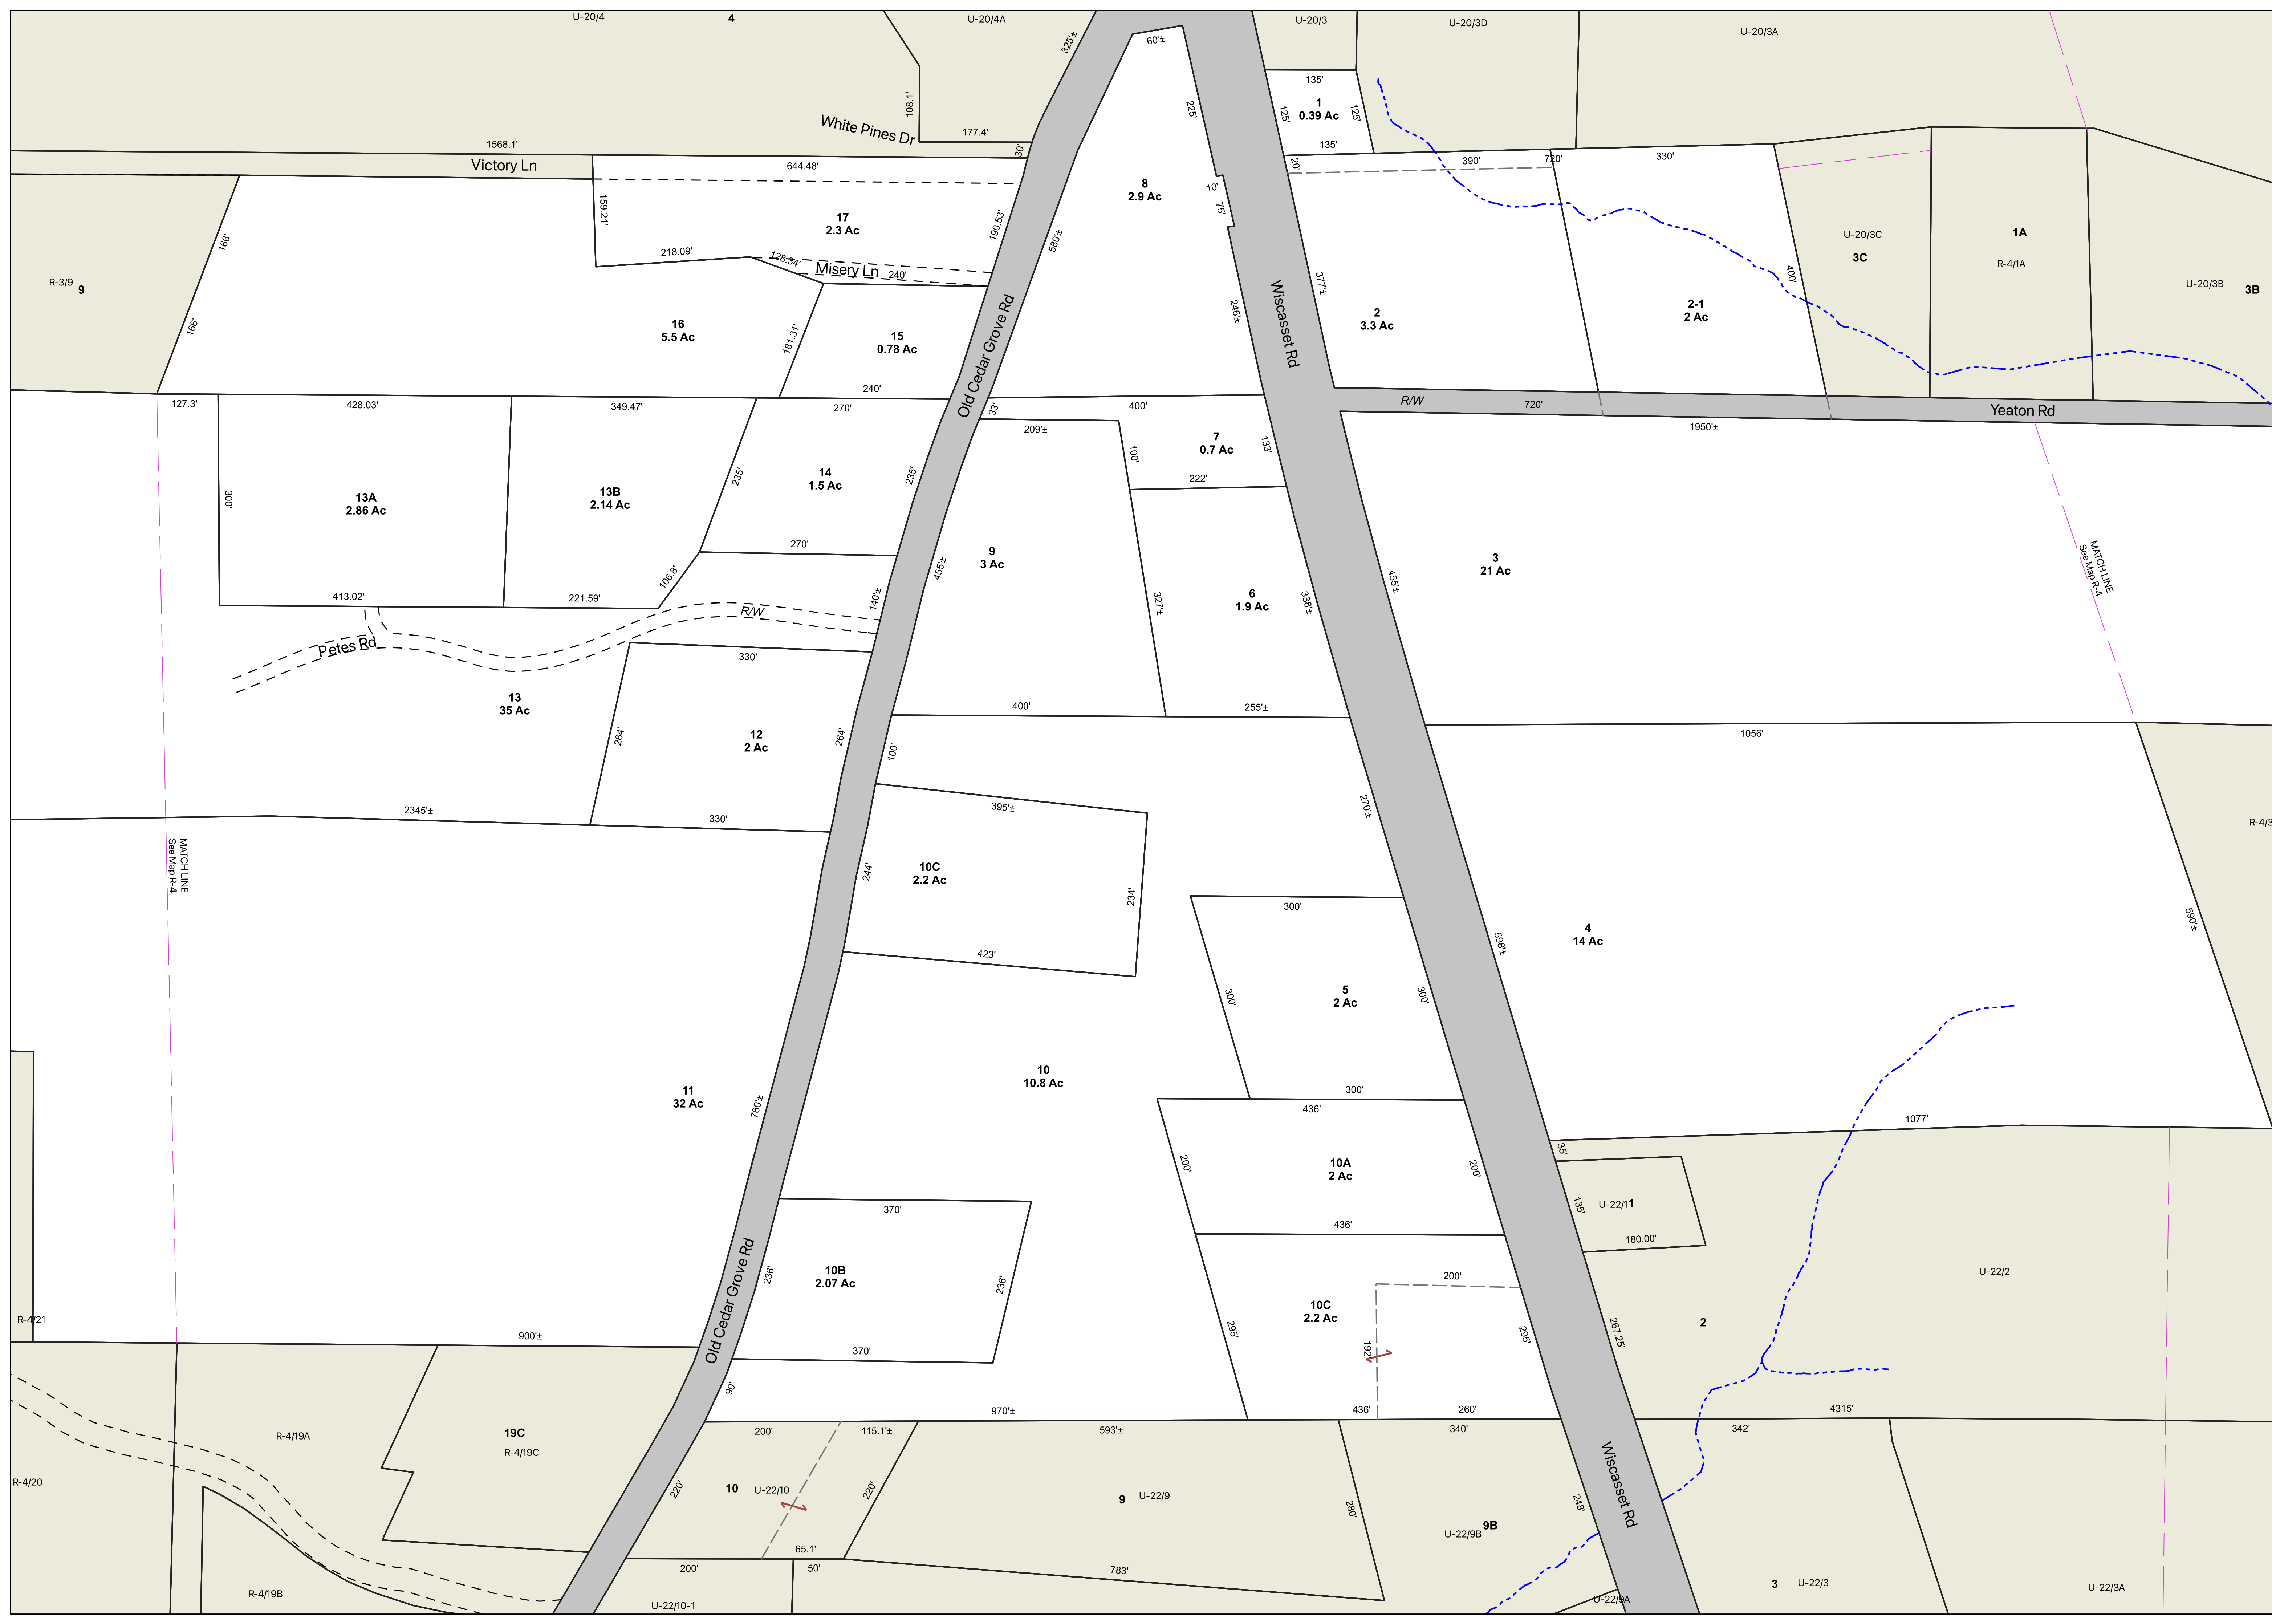 U-20/4
4
U-20/4A
325'±
60'±
U-20/3
U-20/3D
U-20/3A
108.1'
White Pines Dr
177.4'
30'
225'
135'
1
0.39 Ac
125'
125'
135'
1568.1'
Victory Ln
644.48'
20'
390'
720'
330'
8
2.9 Ac
10'
75'
159.21'
17
2.3 Ac
190.53'
580'±
166'
218.09'
128.34'
Misery Ln
240'
R-3/9
9
U-20/3C
3C
1A
R-4/1A
U-20/3B
3B
400'
377'±
246'±
Wiscasset Rd
2
3.3 Ac
2-1
2 Ac
166'
16
5.5 Ac
181.31'
15
0.78 Ac
Old Cedar Grove Rd
240'
127.3'
428.03'
349.47'
270'
33'
400'
R/W
720'
Yeaton Rd
1950'±
209'±
7
0.7 Ac
133'
100'
222'
300'
13A
2.86 Ac
13B
2.14 Ac
235'
14
1.5 Ac
235'
270'
9
3 Ac
455'±
3
21 Ac
455'±
MATCH LINE
See Map R-4
106.8'
413.02'
221.59'
140'±
R/W
327'±
6
1.9 Ac
338'±
Petes Rd
330'
13
35 Ac
400'
255'±
264'
12
2 Ac
264'
100'
1056'
2345'±
330'
395'±
270'±
R-4/3
MATCH LINE
See Map R-4
244'
10C
2.2 Ac
234'
423'
300'
4
14 Ac
598'±
590'±
300'
5
2 Ac
300'
10
10.8 Ac
11
32 Ac
780'±
300'
436'
1077'
200'
10A
2 Ac
200'
35'
135'
U-22/1
1
180.00'
370'
436'
236'
10B
2.07 Ac
236'
Old Cedar Grove Rd
200'
U-22/2
2
10C
2.2 Ac
295'
192'
295'
267.25'
R-4/21
900'±
370'
90'
970'±
436'
260'
4315'
200'
115.1'±
593'±
340'
342'
R-4/19A
19C
R-4/19C
R-4/20
220'
10
U-22/10
220'
9
U-22/9
280'
9B
U-22/9B
248'
Wiscasset Rd
65.1'
200'
50'
783'
R-4/19B
U-22/10-1
U-22/9A
3
U-22/3
U-22/3A